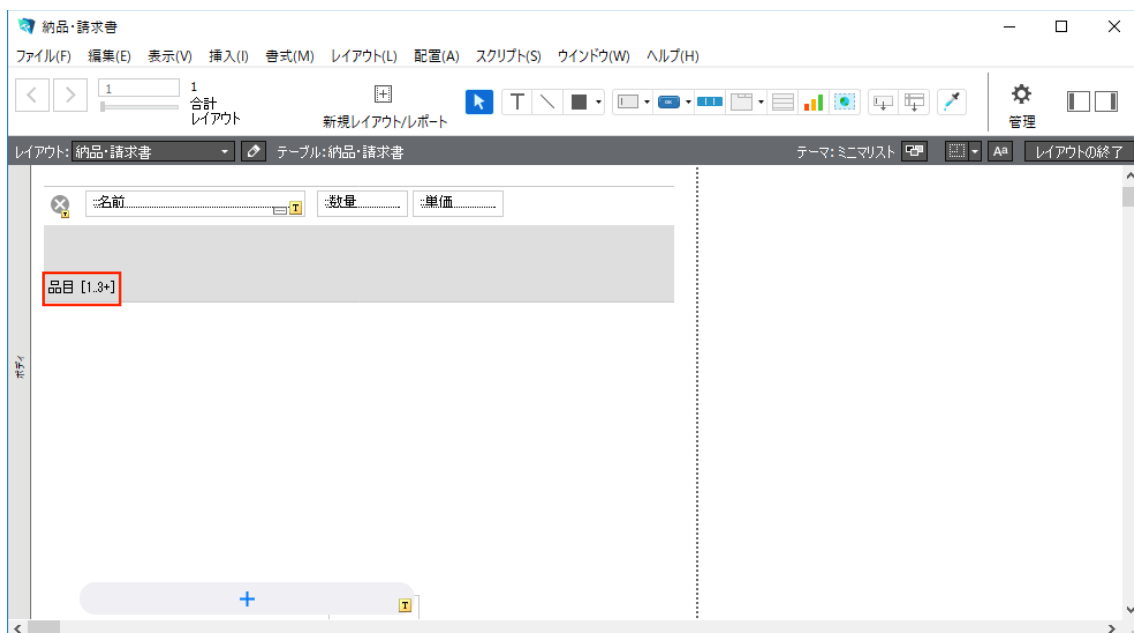 納品・請求書
ファイル(F) 編集(E) 表示(V) 挿入(I) 書式(M) レイアウト(L) 配置(A) スクリプト(S) ウインドウ(W) ヘルプ(H)
1
1
合計
レイアウト
新規レイアウト/レポート
T
管理
レイアウト: 納品・請求書 テーブル:納品・請求書 テーマ:ミニマリスト Aa レイアウトの終了
::名前 T ::数量 ::単価
品目 [1..3+]
ボディ
+
T